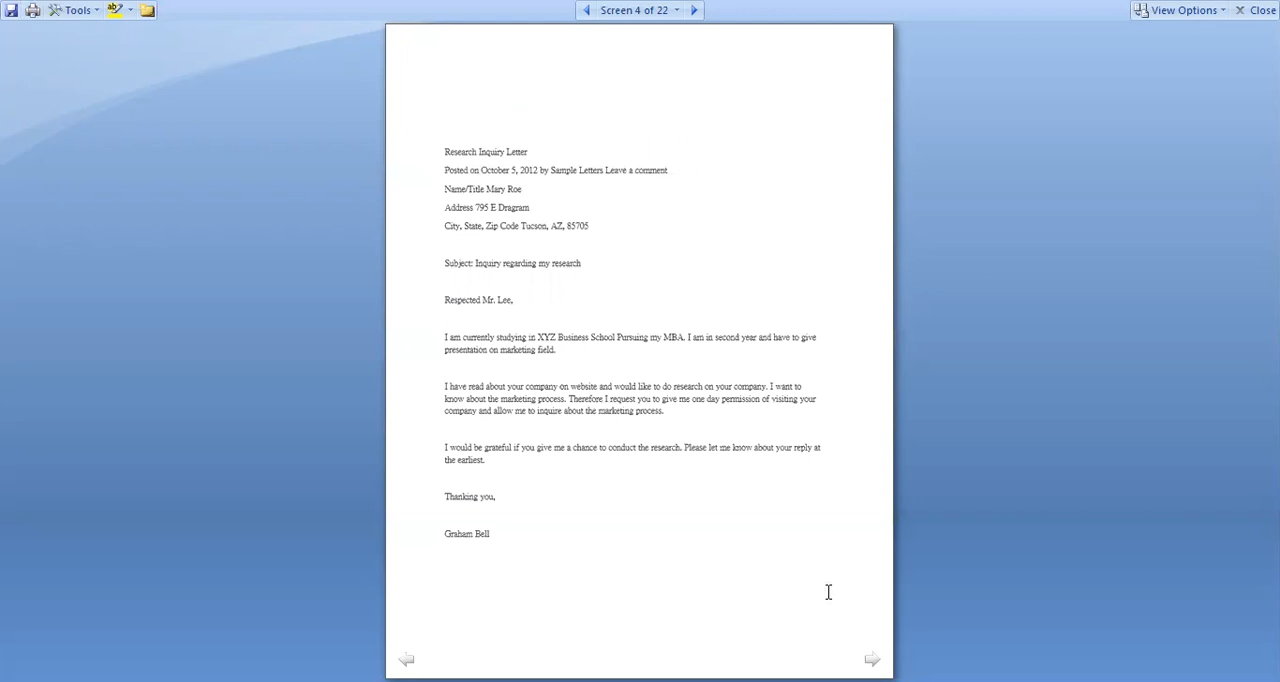 Tools
Screen 4 of 22
View Options
Close
Research Inquiry Letter
Posted on October 5, 2012 by Sample Letters Leave a comment
Name/Title Mary Roe
Address 795 E Dragram
City, State, Zip Code Tucson, AZ, 85705
Subject: Inquiry regarding my research
Respected Mr. Lee,
I am currently studying in XYZ Business School Pursuing my MBA. I am in second year and have to give
presentation on marketing field.
I have read about your company on website and would like to do research on your company. I want to
know about the marketing process. Therefore I request you to give me one day permission of visiting your
company and allow me to inquire about the marketing process.
I would be grateful if you give me a chance to conduct the research. Please let me know about your reply at
the earliest.
Thanking you,
Graham Bell